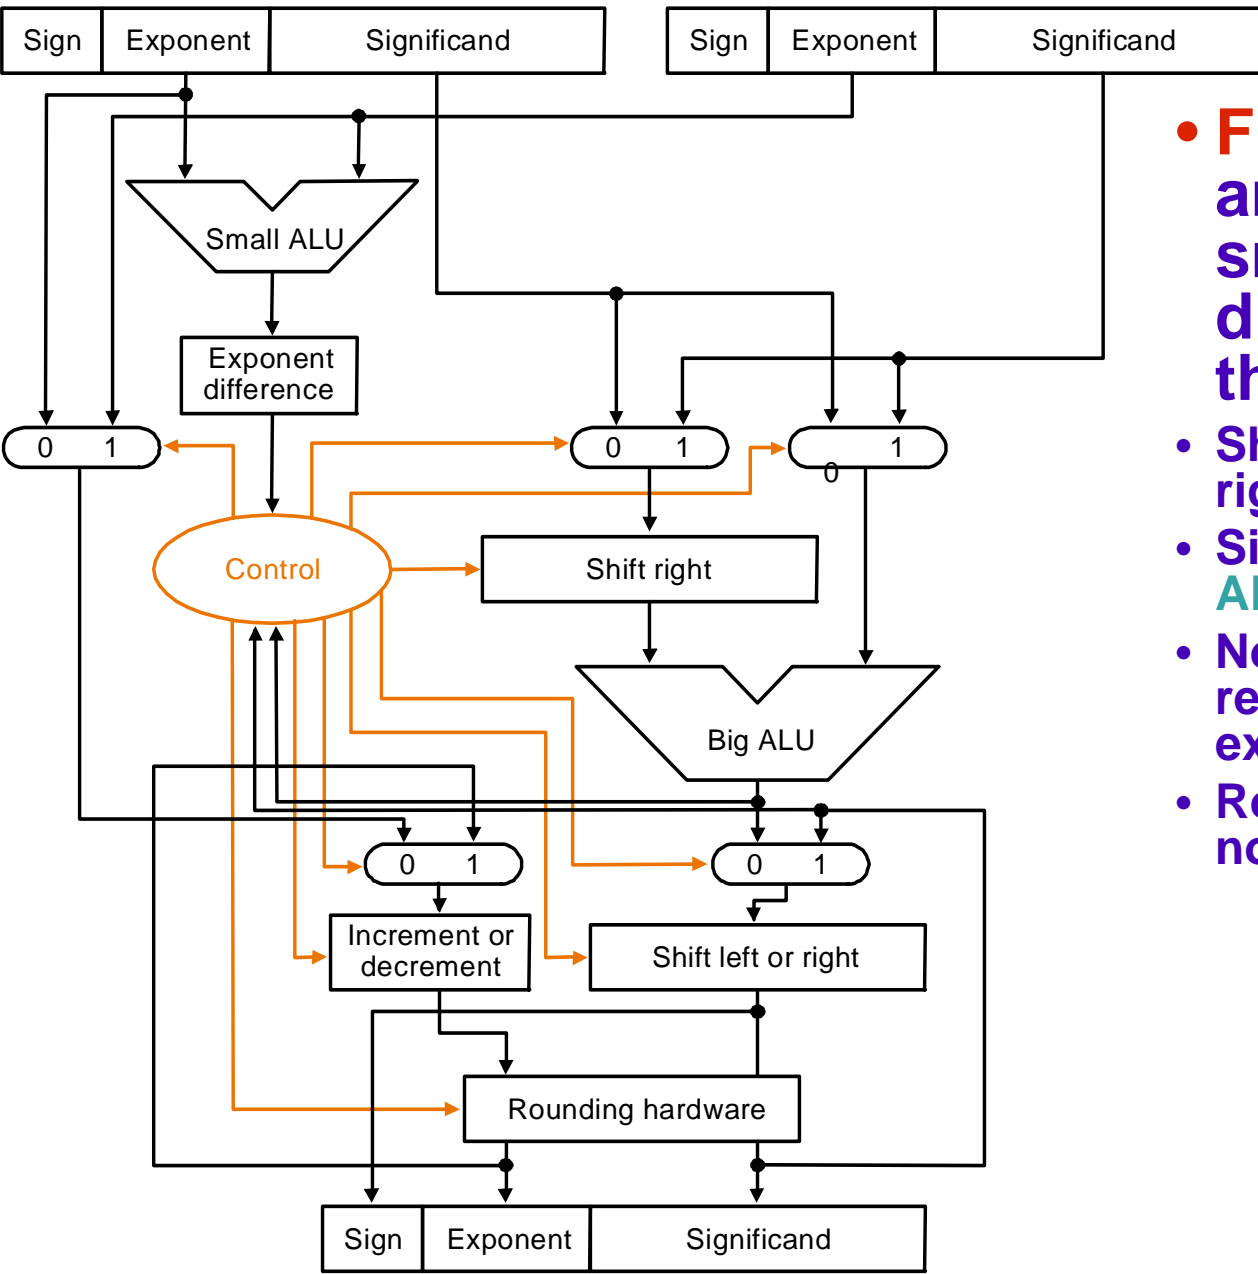 Sign Exponent Significand Sign Exponent Significand
Small ALU
Exponent
difference
0 1 0 1 0 1
Control
Shift right
Big ALU
0 1 0 1
Increment or
decrement
Shift left or right
Rounding hardware
Sign Exponent Significand